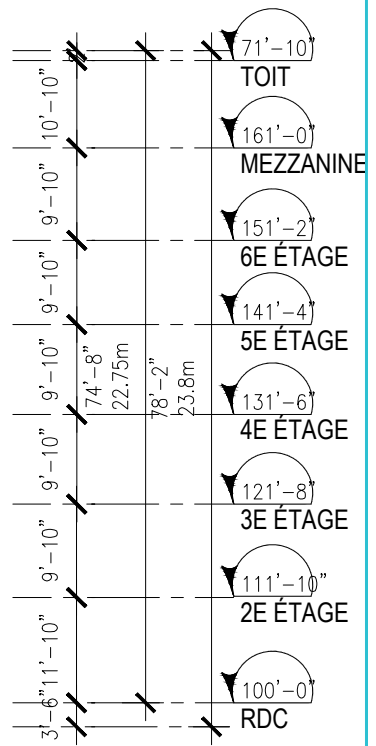 71'-10"
TOIT
10'-10"
161'-0"
MEZZANINE
9'-10"
151'-2"
6E ÉTAGE
9'-10"
141'-4"
5E ÉTAGE
9'-10"
74'-8"
22.75m
78'-2"
23.8m
131'-6"
4E ÉTAGE
9'-10"
121'-8"
3E ÉTAGE
9'-10"
111'-10"
2E ÉTAGE
11'-10"
100'-0"
RDC
3'-6"